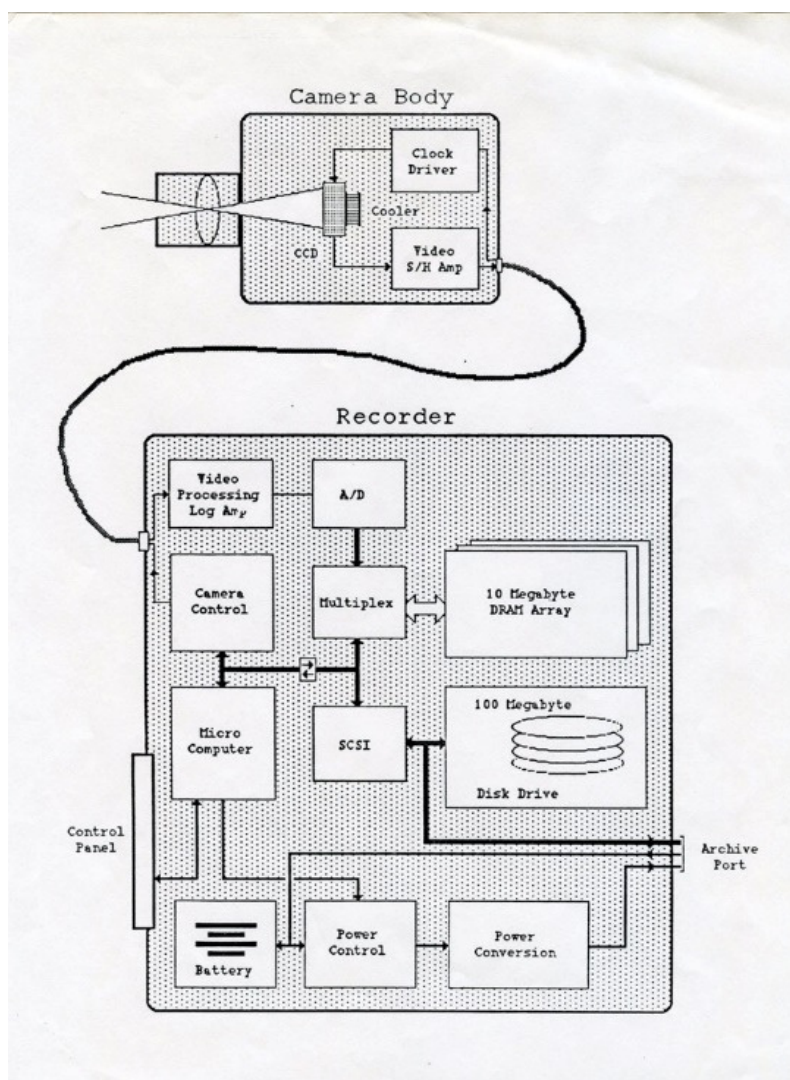 Camera Body
Clock
Driver
Cooler
CCD
Video
S/H Amp
Recorder
Video
Processing
Log Amp
A/D
Camera
Control
Multiplex
10 Megabyte
DRAM Array
Micro
Computer
SCSI
100 Megabyte
Disk Drive
Control
Panel
Archive
Port
Battery
Power
Control
Power
Conversion